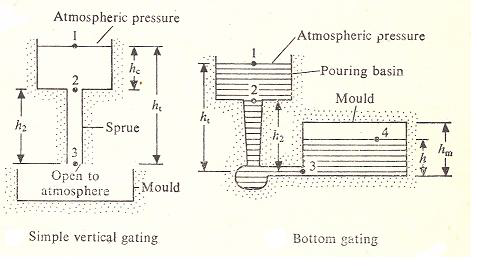 Atmospheric pressure
1
2
h_c
h_t
h_2
Sprue
3
Open to
atmosphere
Mould
Simple vertical gating
Atmospheric pressure
1
Pouring basin
2
Mould
h_t
h_2
4
h
h_m
3
Bottom gating